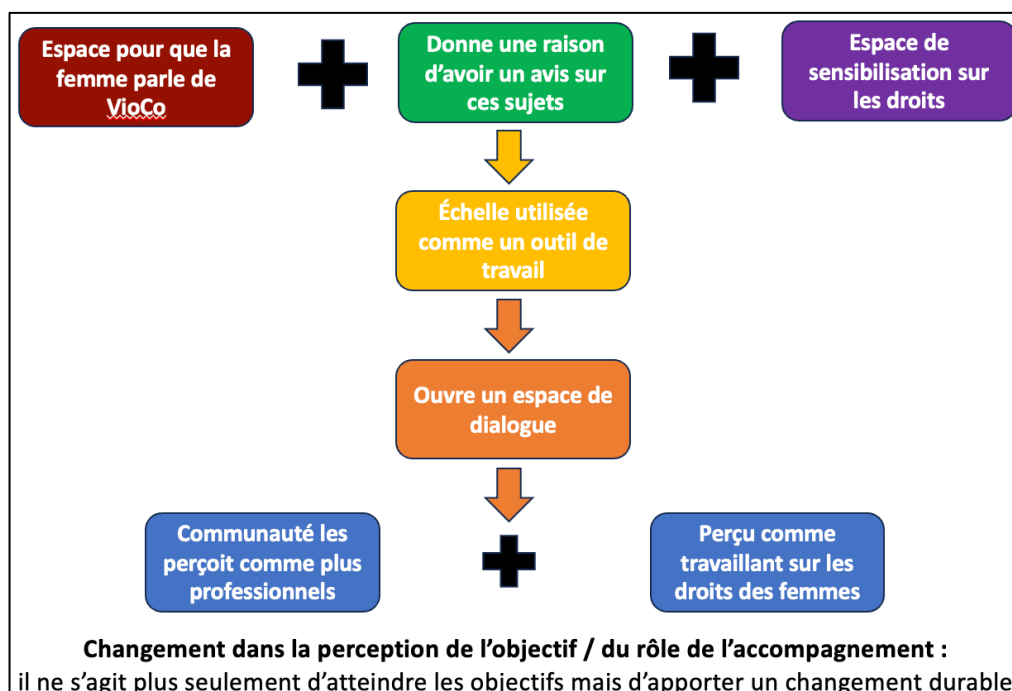 Espace pour que la
femme parle de
VioCo
Donne une raison
d’avoir un avis sur
ces sujets
Espace de
sensibilisation sur
les droits
Échelle utilisée
comme un outil de
travail
Ouvre un espace de
dialogue
Communauté les
perçoit comme plus
professionnels
Perçu comme
travaillant sur les
droits des femmes
Changement dans la perception de l’objectif / du rôle de l’accompagnement :
il ne s’agit plus seulement d’atteindre les objectifs mais d’apporter un changement durable